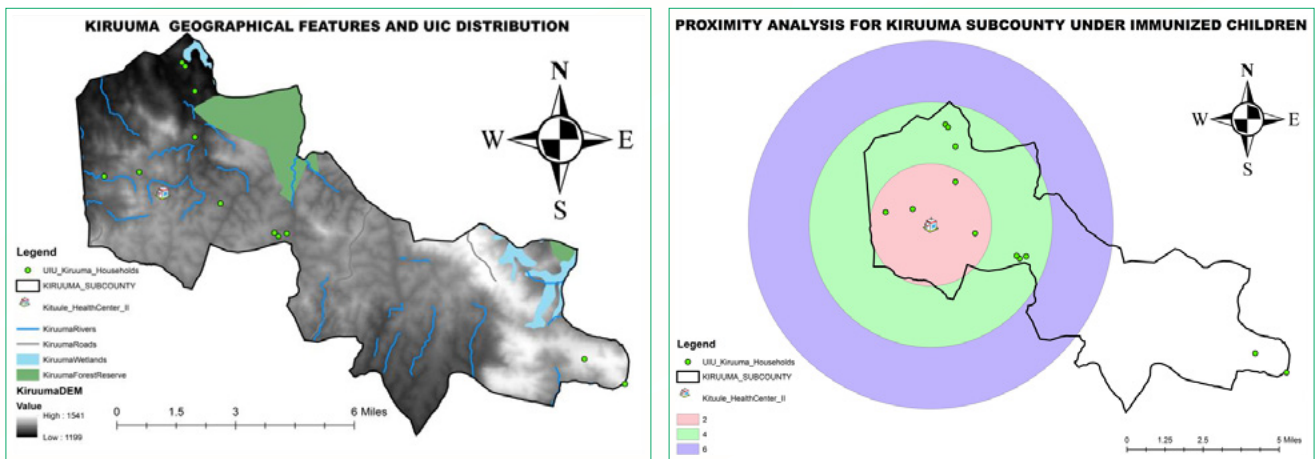 KIRUUMA GEOGRAPHICAL FEATURES AND UIC DISTRIBUTION
N
W
E
S
Legend
UIU_Kiruuma_Households
KIRUUMA_SUBCOUNTY
Kituule_HealthCenter_II
KiruumaRivers
KiruumaRoads
KiruumaWetlands
KiruumaForestReserve
KiruumaDEM
Value
High : 1541
Low : 1199
0 3 6 Miles
PROXIMITY ANALYSIS FOR KIRUUMA SUBCOUNTY UNDER IMMUNIZED CHILDREN
N
W
E
S
Legend
UIU_Kiruuma_Households
KIRUUMA_SUBCOUNTY
Kituule_HealthCenter_II
2
4
6
0 1.25 2.5 5 Miles